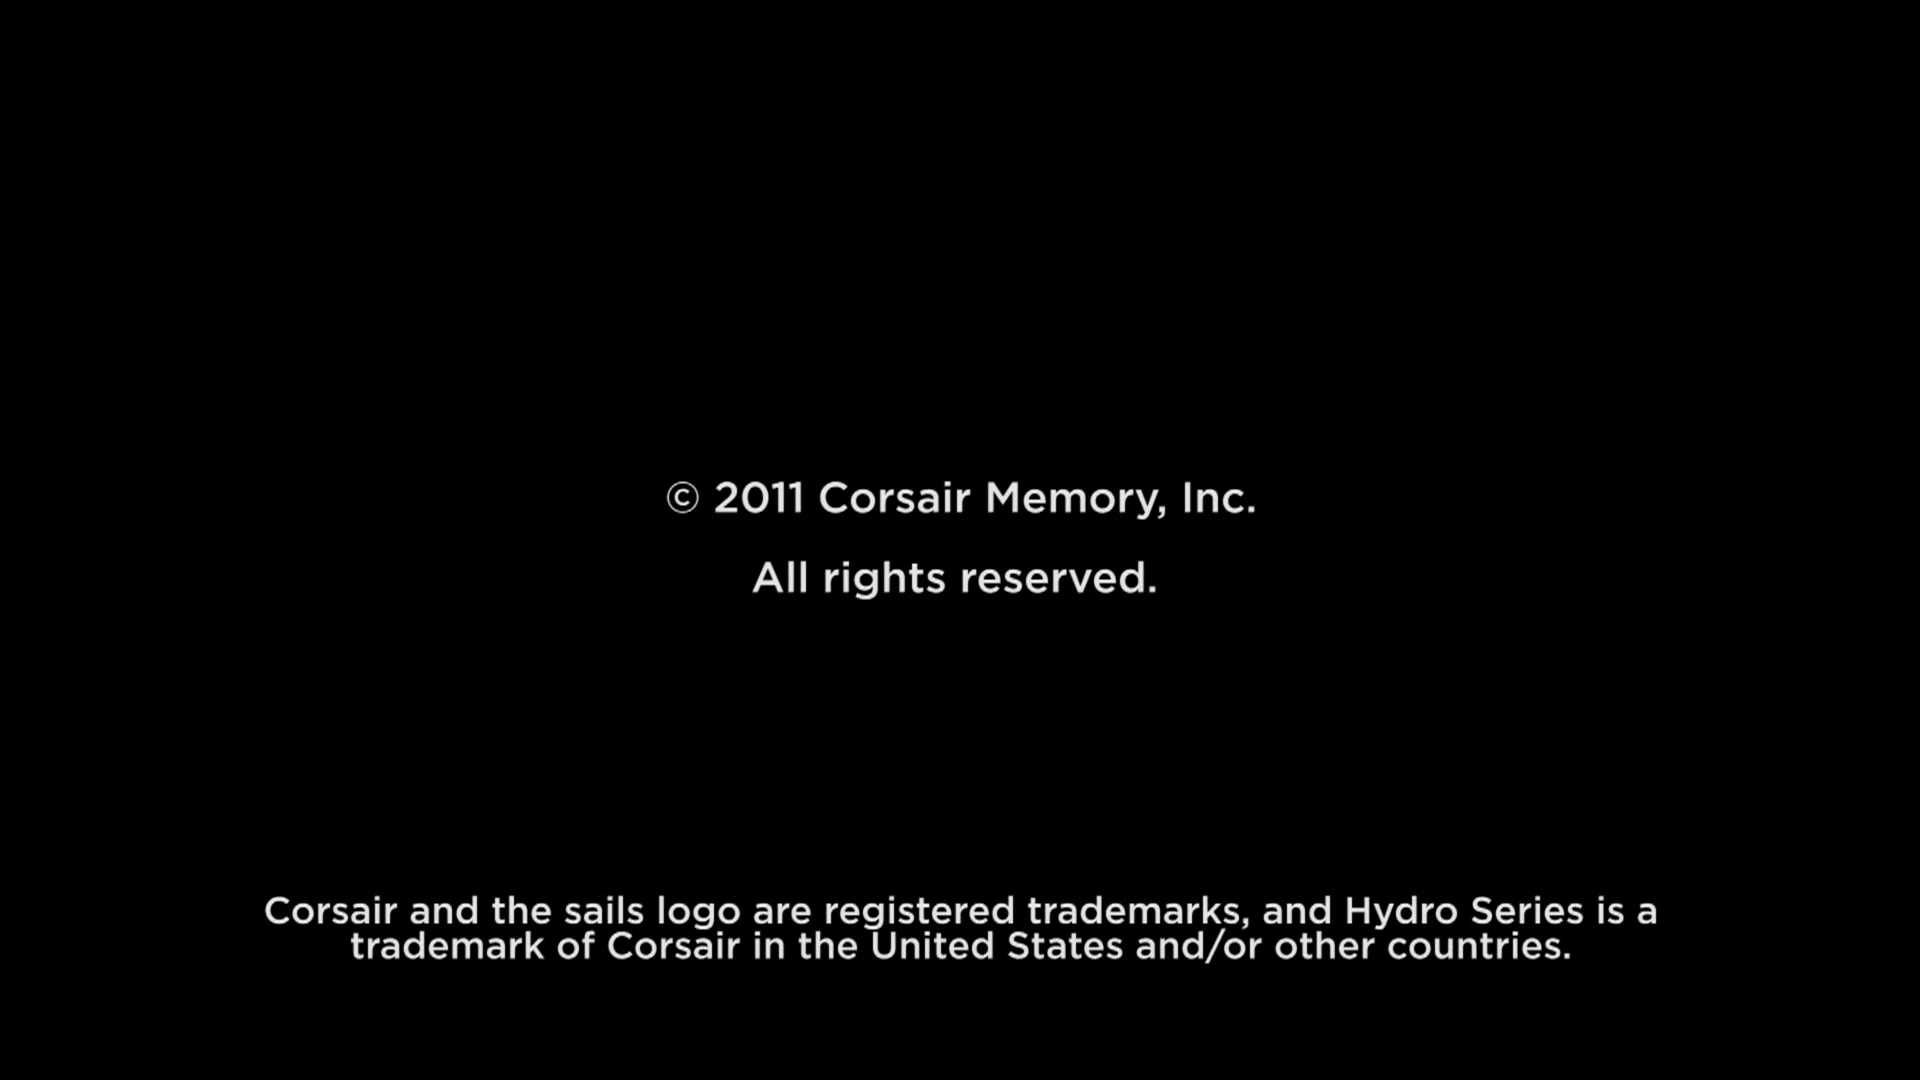 © 2011 Corsair Memory, Inc.
All rights reserved.
Corsair and the sails logo are registered trademarks, and Hydro Series is a
trademark of Corsair in the United States and/or other countries.